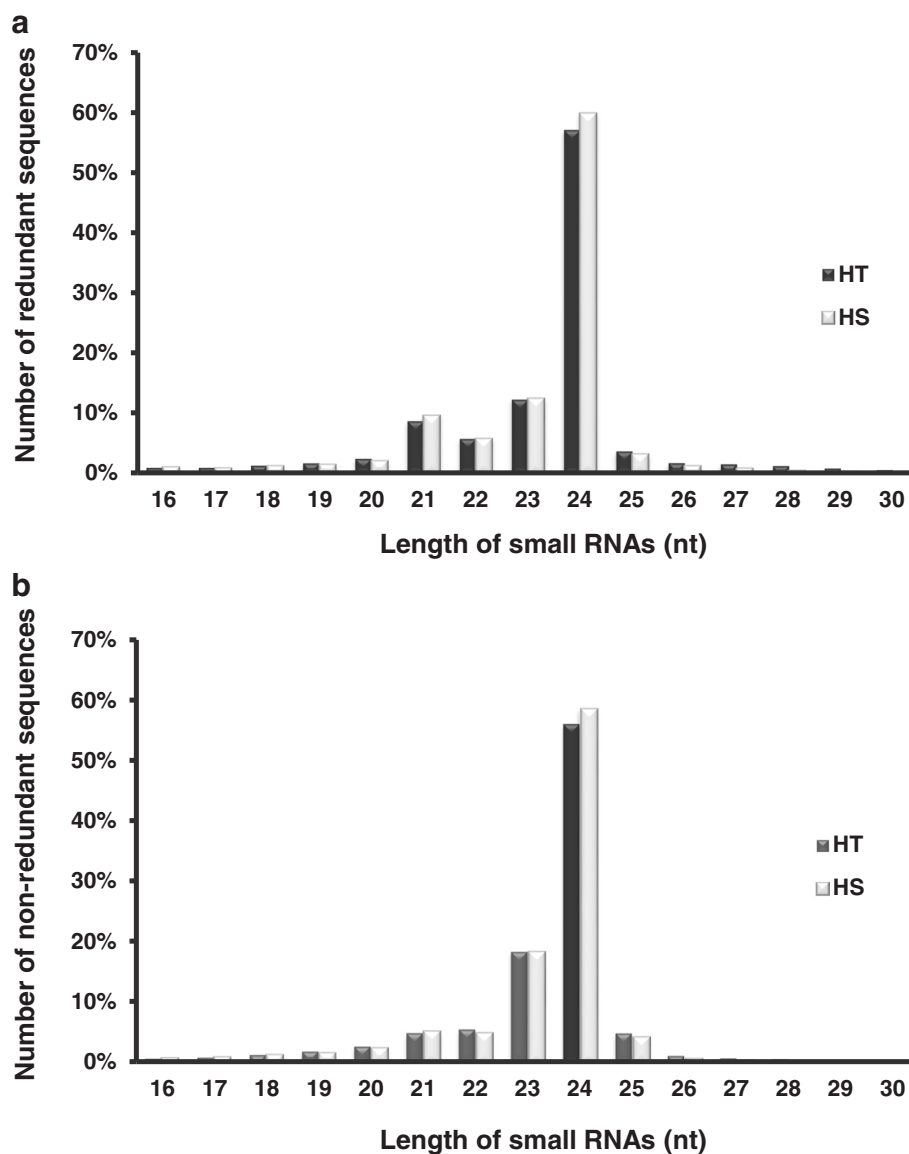 a
Number of redundant sequences
70%
60%
50%
40%
30%
20%
10%
0%
HT
HS
16 17 18 19 20 21 22 23 24 25 26 27 28 29 30
Length of small RNAs (nt)
b
Number of non-redundant sequences
70%
60%
50%
40%
30%
20%
10%
0%
HT
HS
16 17 18 19 20 21 22 23 24 25 26 27 28 29 30
Length of small RNAs (nt)